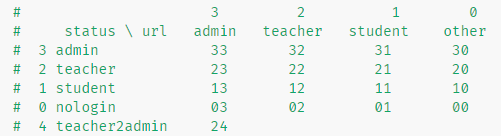 #                         3        2         1        0
#     status \ url      admin   teacher   student   other
#  3 admin                33       32        31       30
#  2 teacher              23       22        21       20
#  1 student              13       12        11       10
#  0 nologin              03       02        01       00
#  4 teacher2admin        24